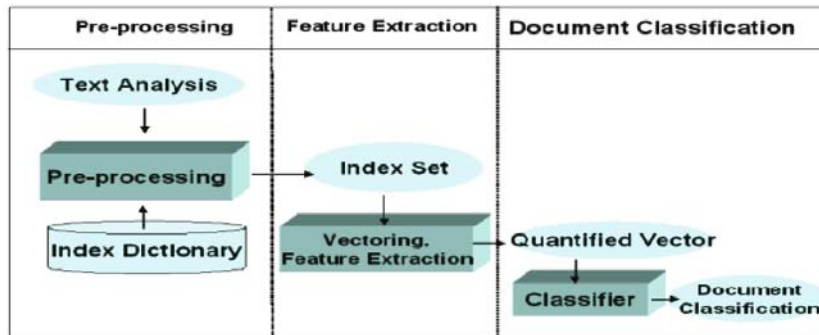 Pre-processing
Feature Extraction
Document Classification
Text Analysis
Pre-processing
Index Dictionary
Index Set
Vectoring.
Feature Extraction
Quantified Vector
Classifier
Document
Classification